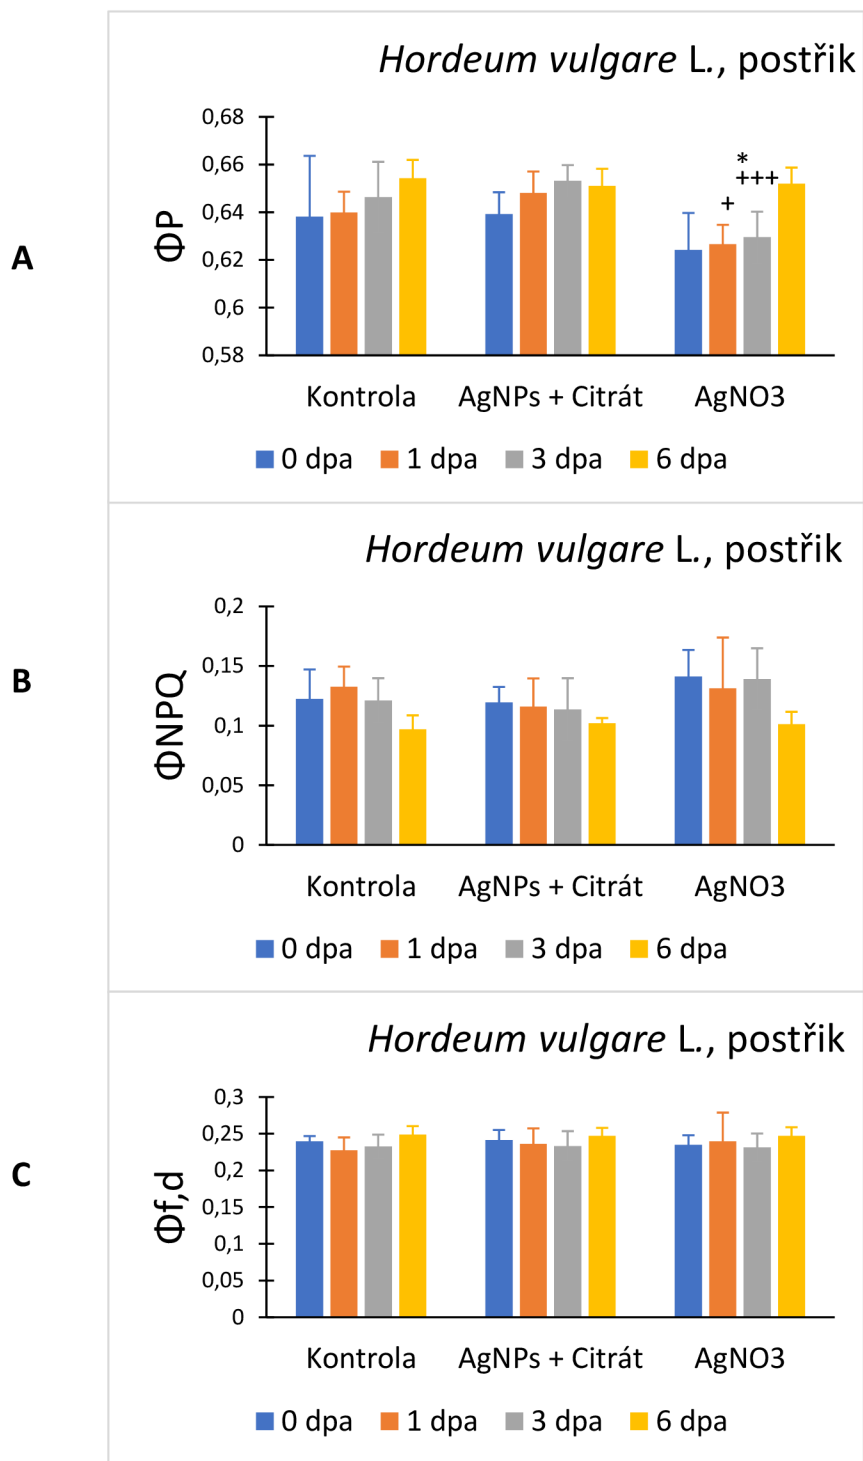 Hordeum vulgare L., postřik
A
ΦP
0,68
0,66
0,64
0,62
0,6
0,58
*
+++
+
Kontrola AgNPs + Citrát AgNO3
0 dpa 1 dpa 3 dpa 6 dpa
Hordeum vulgare L., postřik
B
ΦNPQ
0,2
0,15
0,1
0,05
0
Kontrola AgNPs + Citrát AgNO3
0 dpa 1 dpa 3 dpa 6 dpa
Hordeum vulgare L., postřik
C
Φf,d
0,3
0,25
0,2
0,15
0,1
0,05
0
Kontrola AgNPs + Citrát AgNO3
0 dpa 1 dpa 3 dpa 6 dpa